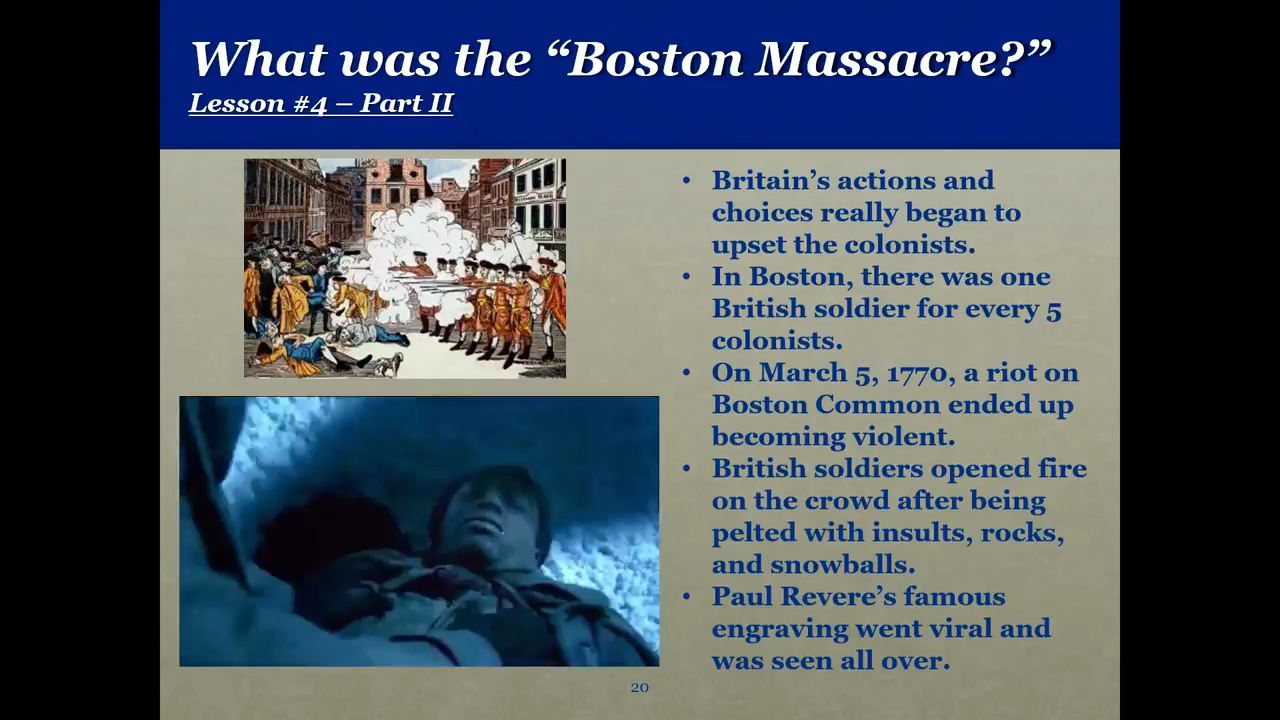 What was the “Boston Massacre?”
Lesson #4 – Part II
• Britain’s actions and
choices really began to
upset the colonists.
• In Boston, there was one
British soldier for every 5
colonists.
• On March 5, 1770, a riot on
Boston Common ended up
becoming violent.
• British soldiers opened fire
on the crowd after being
pelted with insults, rocks,
and snowballs.
• Paul Revere’s famous
engraving went viral and
was seen all over.
20